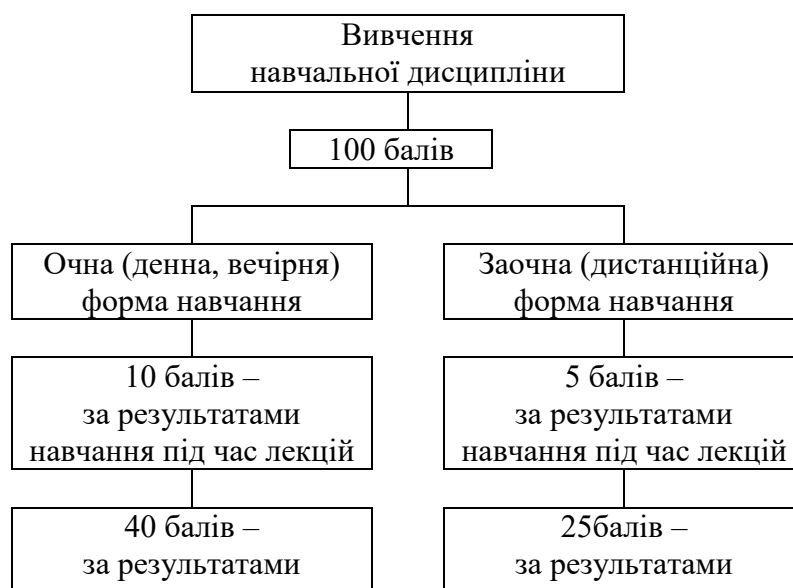 Вивчення
навчальної дисципліни
100 балів
Очна (денна, вечірня)
форма навчання
Заочна (дистанційна)
форма навчання
10 балів –
за результатами
навчання під час лекцій
5 балів –
за результатами
навчання під час лекцій
40 балів –
за результатами
25балів –
за результатами